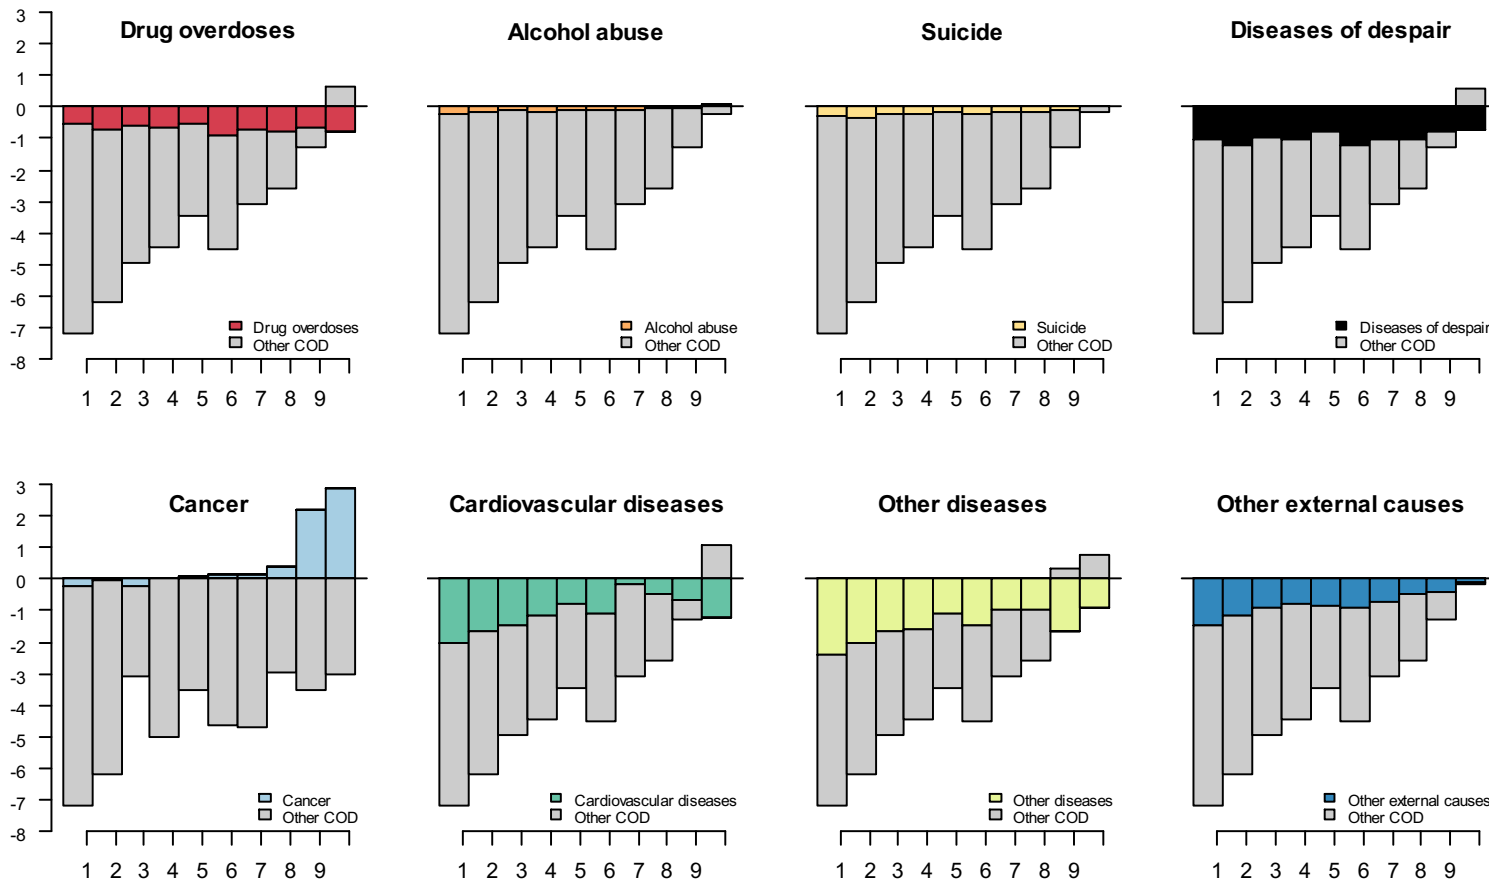 Drug overdoses
Alcohol abuse
Suicide
Diseases of despair
3
2
1
0
-1
-2
-3
-4
-5
-6
-7
-8
Drug overdoses
Other COD
Alcohol abuse
Other COD
Suicide
Other COD
Diseases of despair
Other COD
1 2 3 4 5 6 7 8 9
1 2 3 4 5 6 7 8 9
1 2 3 4 5 6 7 8 9
1 2 3 4 5 6 7 8 9
Cancer
Cardiovascular diseases
Other diseases
Other external causes
3
2
1
0
-1
-2
-3
-4
-5
-6
-7
-8
Cancer
Other COD
Cardiovascular diseases
Other COD
Other diseases
Other COD
Other external causes
Other COD
1 2 3 4 5 6 7 8 9
1 2 3 4 5 6 7 8 9
1 2 3 4 5 6 7 8 9
1 2 3 4 5 6 7 8 9